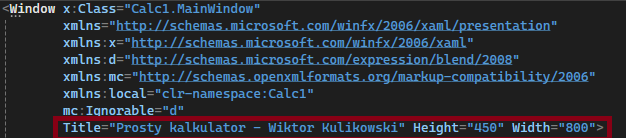 <Window x:Class="Calc1.MainWindow"
xmlns="http://schemas.microsoft.com/winfx/2006/xaml/presentation"
xmlns:x="http://schemas.microsoft.com/winfx/2006/xaml"
xmlns:d="http://schemas.microsoft.com/expression/blend/2008"
xmlns:mc="http://schemas.openxmlformats.org/markup-compatibility/2006"
xmlns:local="clr-namespace:Calc1"
mc:Ignorable="d"
Title="Prosty kalkulator - Wiktor Kulikowski" Height="450" Width="800">